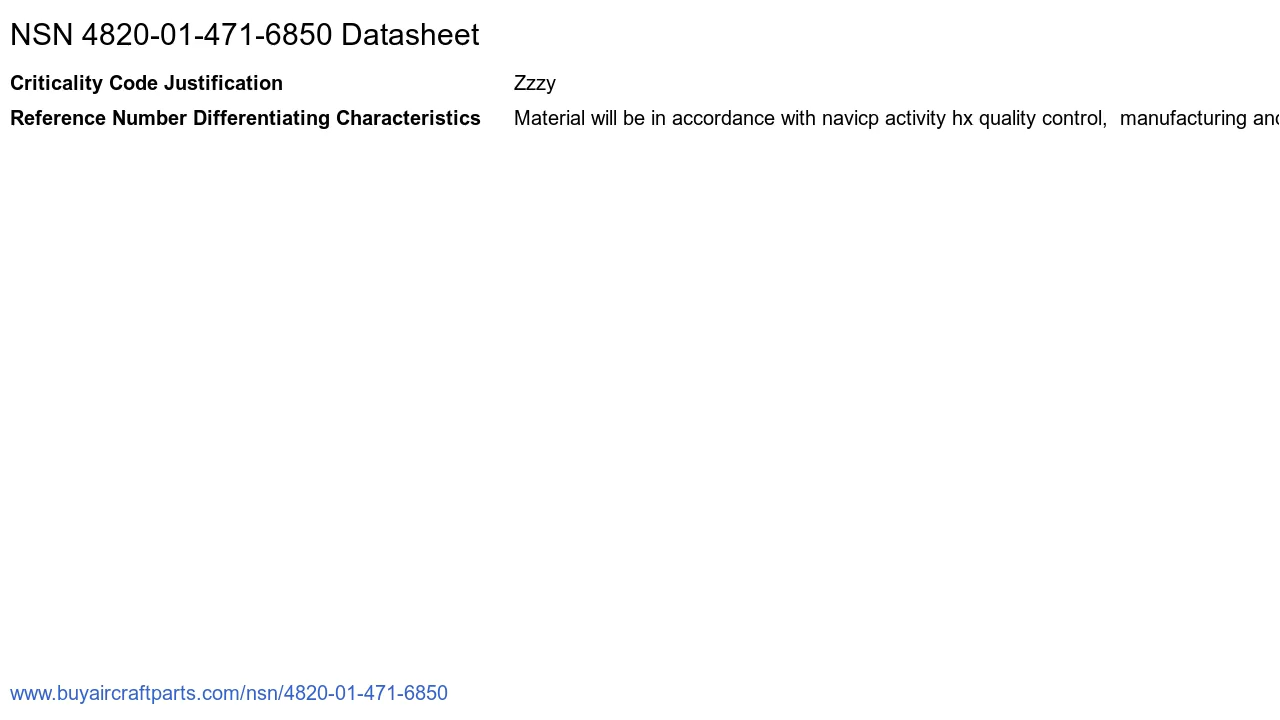 NSN 4820-01-471-6850 Datasheet
Criticality Code Justification Zzzy
Reference Number Differentiating Characteristics Material will be in accordance with navicp activity hx quality control,  manufacturing
www.buyaircraftparts.com/nsn/4820-01-471-6850